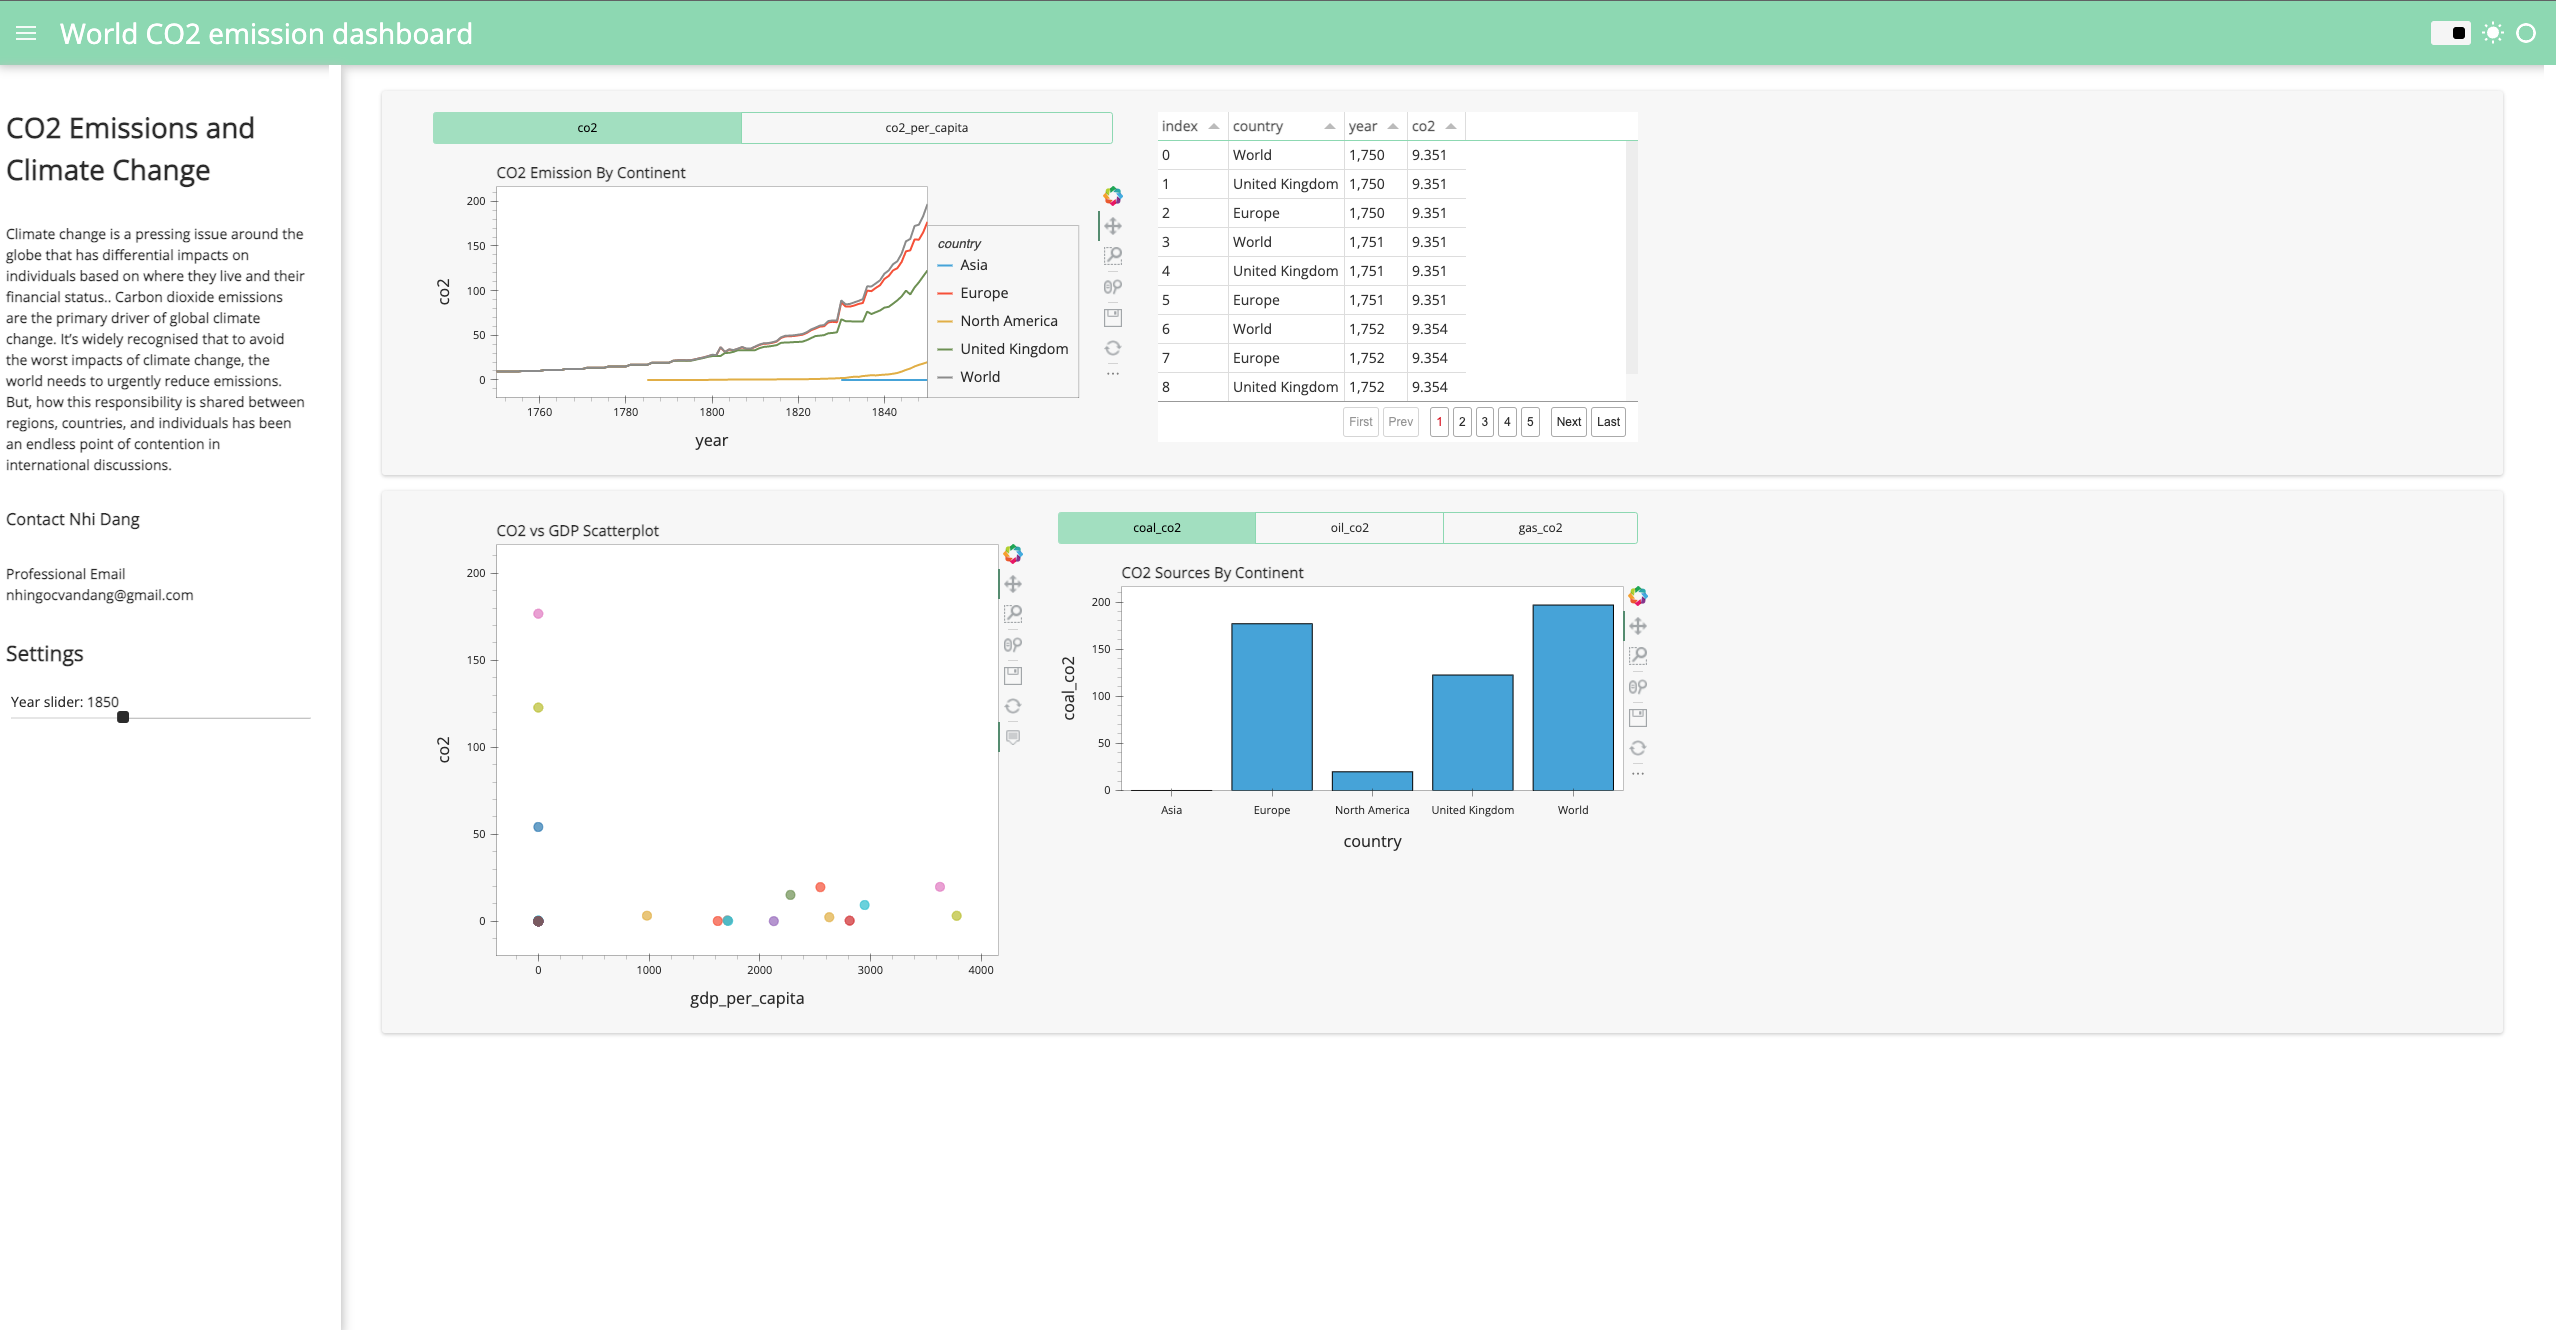 World CO2 emission dashboard
CO2 Emissions and
Climate Change
Climate change is a pressing issue around the
globe that has differential impacts on
individuals based on where they live and their
financial status.. Carbon dioxide emissions
are the primary driver of global climate
change. It’s widely recognised that to avoid
the worst impacts of climate change, the
world needs to urgently reduce emissions.
But, how this responsibility is shared between
regions, countries, and individuals has been
an endless point of contention in
international discussions.
Contact Nhi Dang
Professional Email
nhingocvandang@gmail.com
Settings
Year slider: 1850
co2 co2_per_capita
CO2 Emission By Continent
200
150
100
50
0
co2
1760 1780 1800 1820 1840
year
country
Asia
Europe
North America
United Kingdom
World
index country year co2
0 World 1,750 9.351
1 United Kingdom 1,750 9.351
2 Europe 1,750 9.351
3 World 1,751 9.351
4 United Kingdom 1,751 9.351
5 Europe 1,751 9.351
6 World 1,752 9.354
7 Europe 1,752 9.354
8 United Kingdom 1,752 9.354
First Prev 1 2 3 4 5 Next Last
CO2 vs GDP Scatterplot
200
150
100
50
0
co2
0 1000 2000 3000 4000
gdp_per_capita
coal_co2 oil_co2 gas_co2
CO2 Sources By Continent
200
150
100
50
0
coal_co2
Asia Europe North America United Kingdom World
country